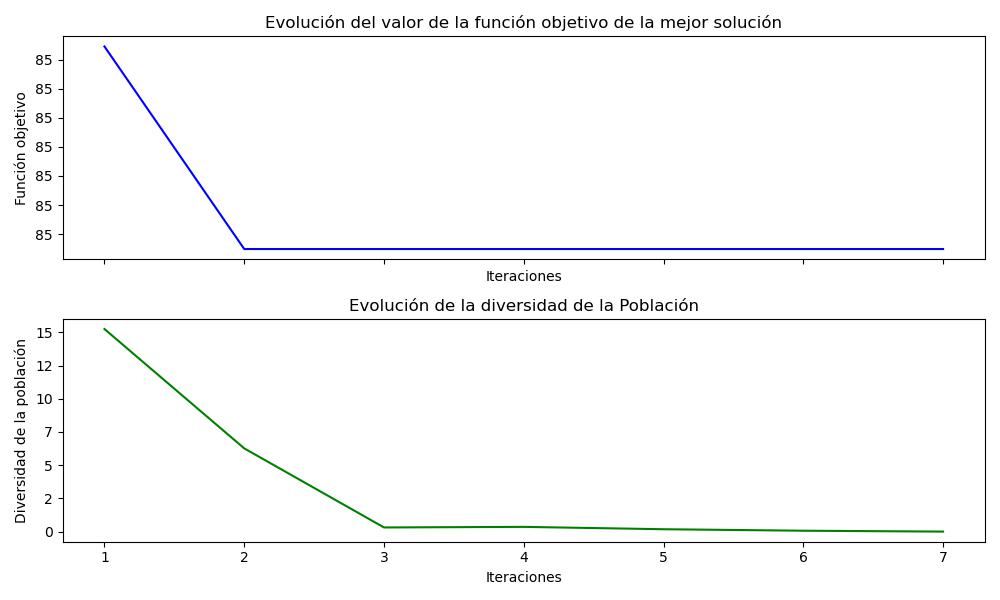 Evolución del valor de la función objetivo de la mejor solución
85
85
85
85
85
85
85
Función objetivo
Iteraciones
Evolución de la diversidad de la Población
15
12
10
7
5
2
0
Diversidad de la población
1 2 3 4 5 6 7
Iteraciones